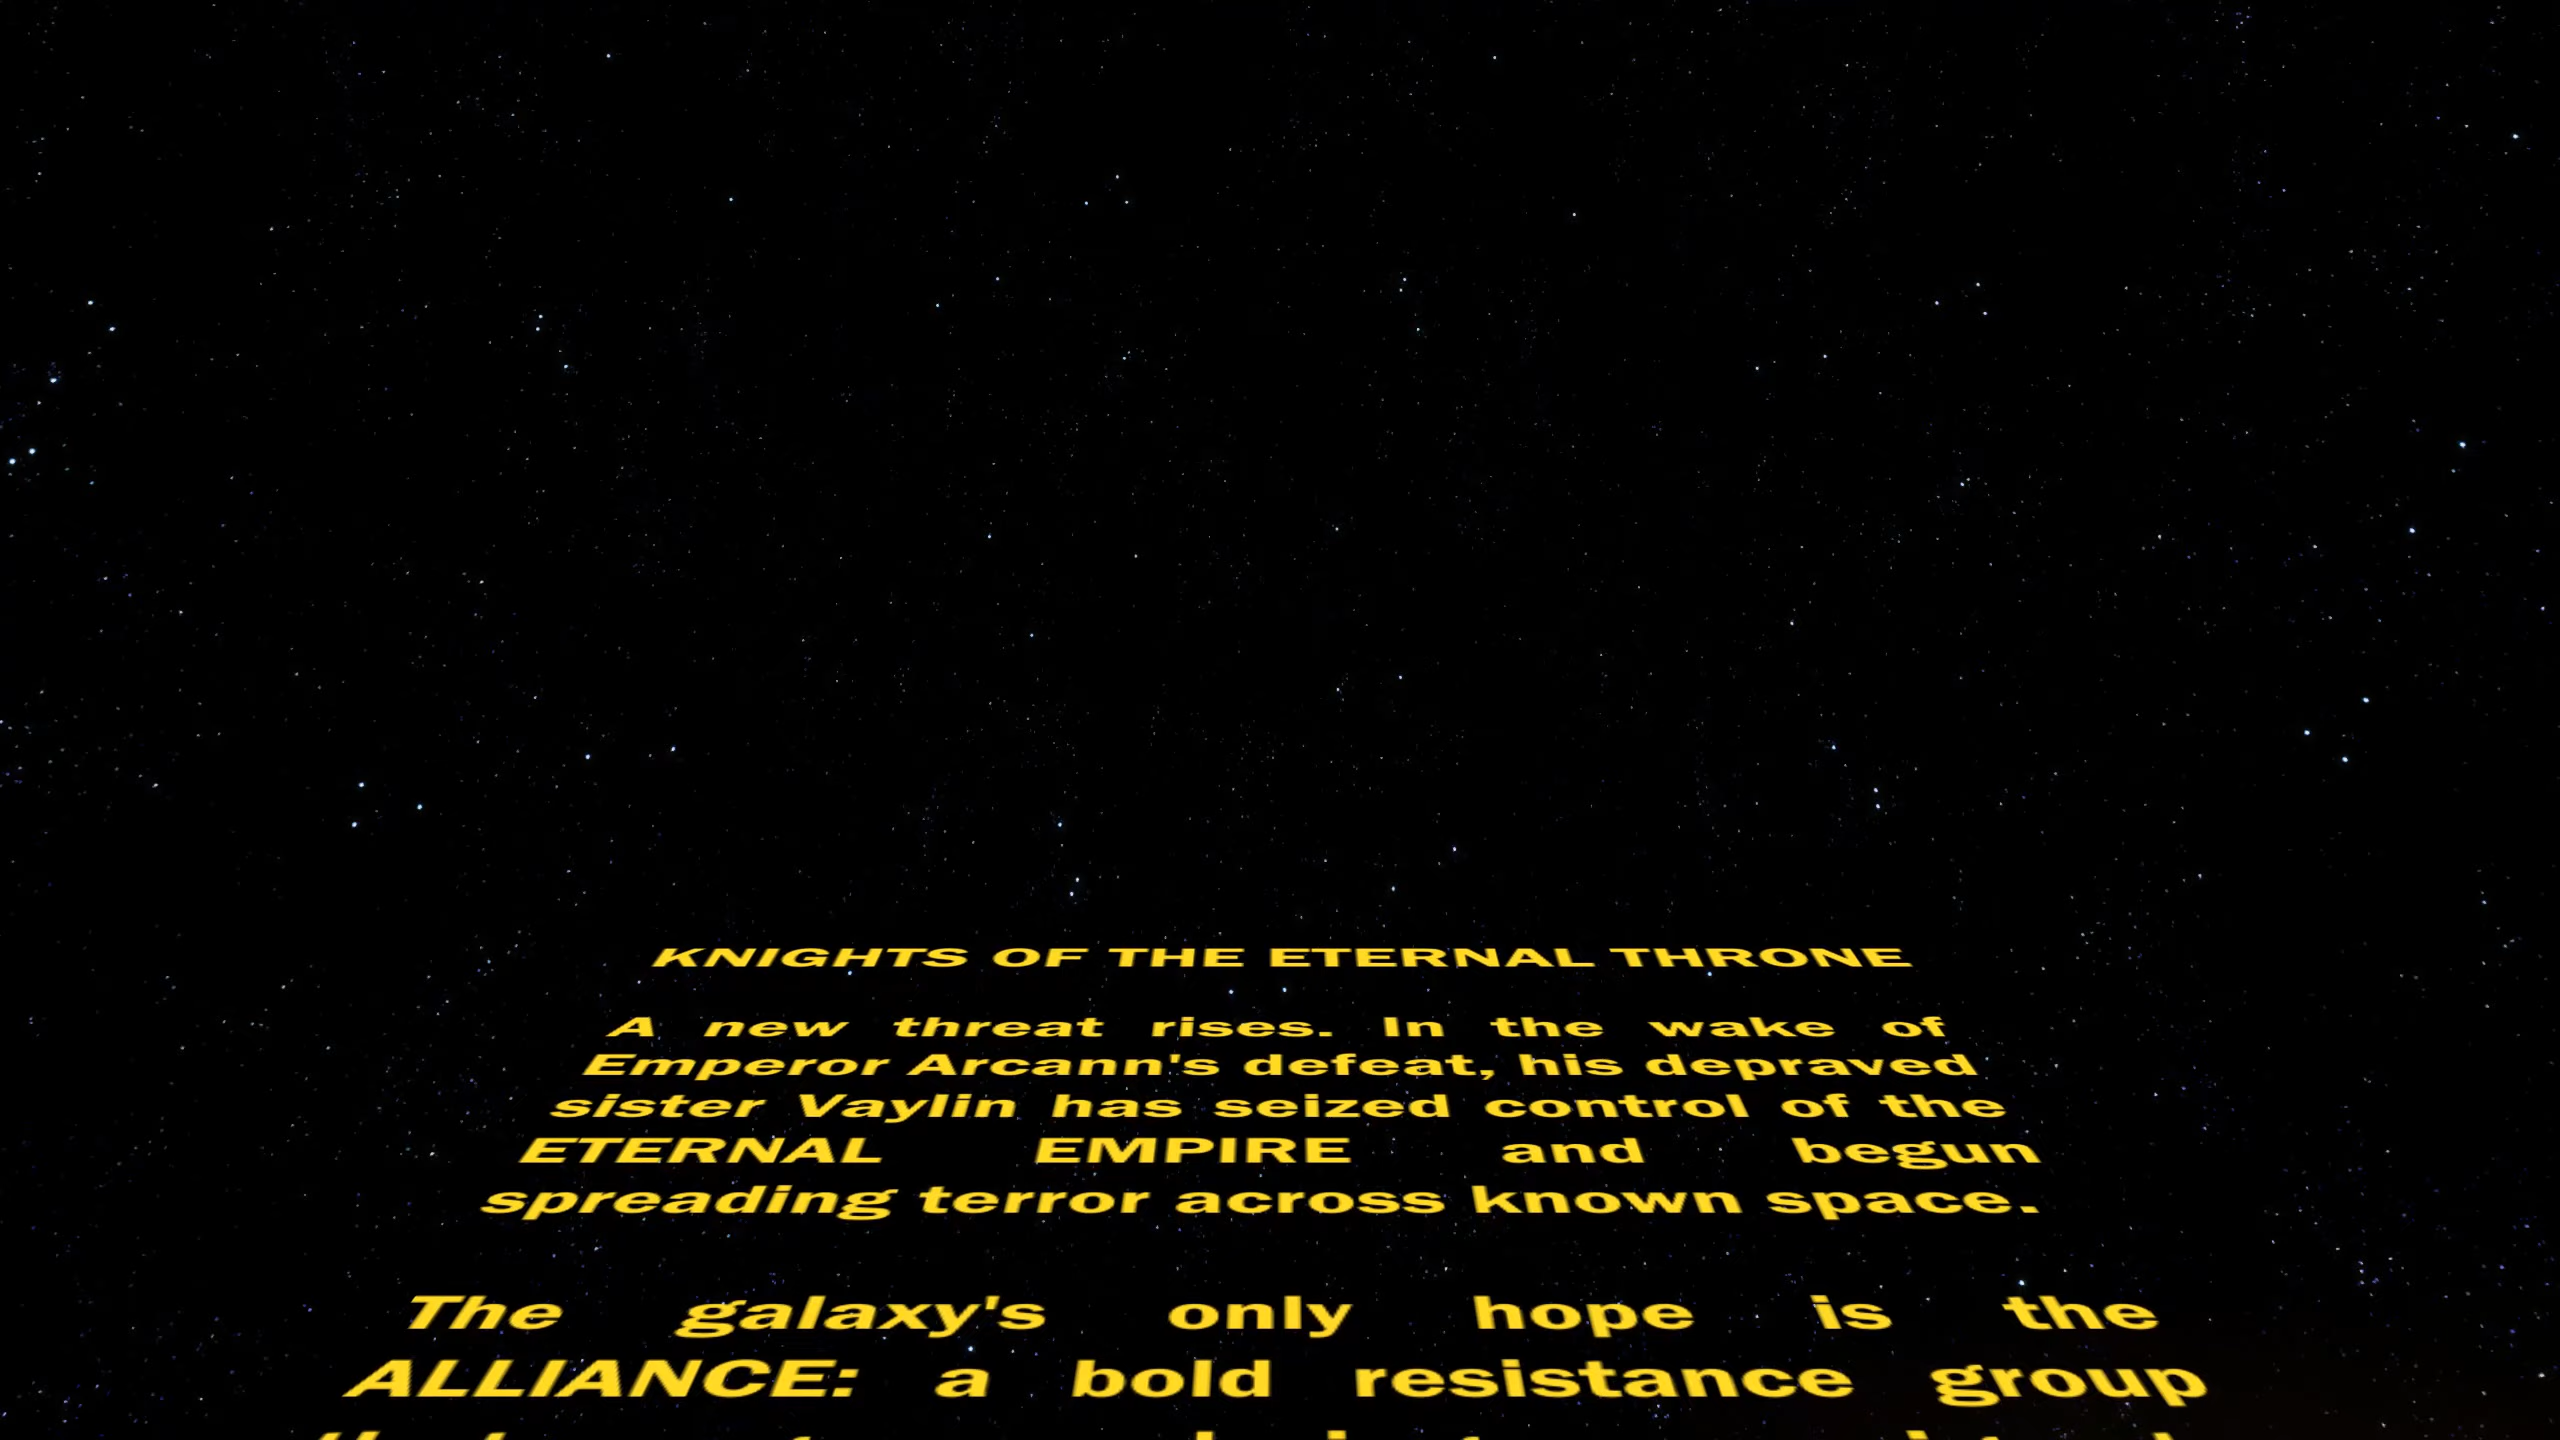 KNIGHTS OF THE ETERNAL THRONE
A new threat rises. In the wake of
Emperor Arcann's defeat, his depraved
sister Vaylin has seized control of the
ETERNAL EMPIRE and begun
spreading terror across known space.
The galaxy's only hope is the
ALLIANCE: a bold resistance group